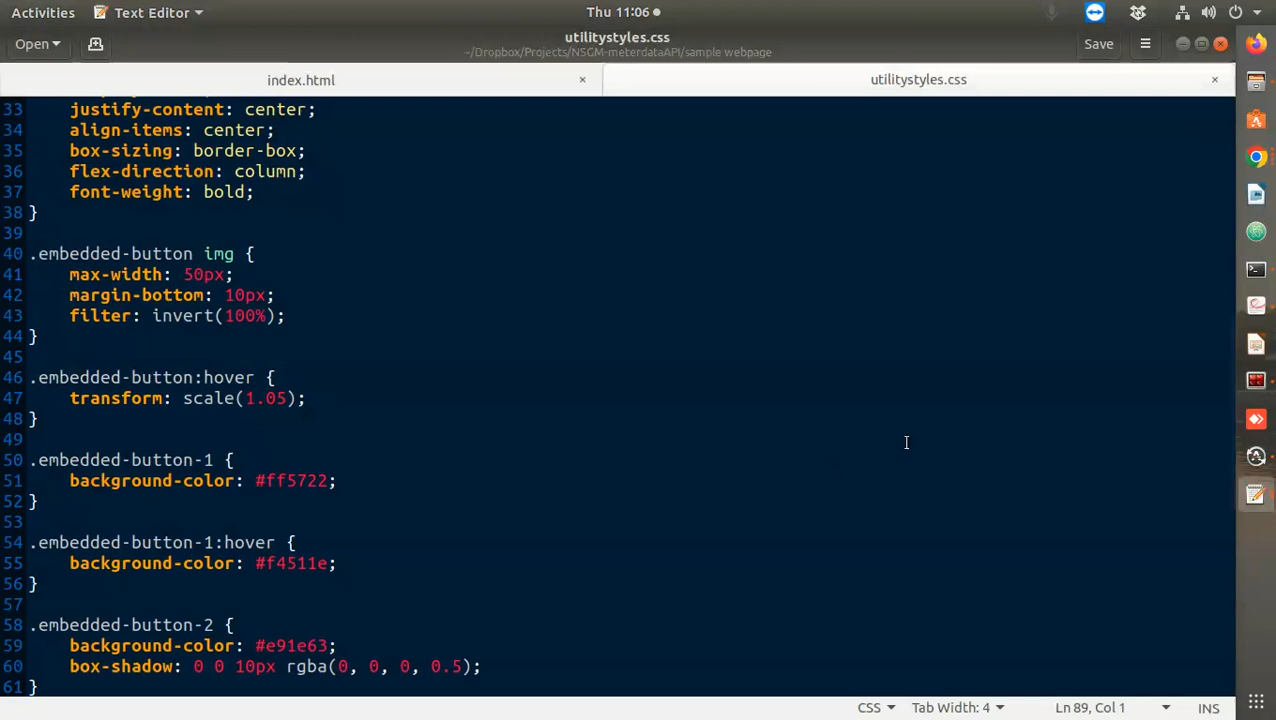 Activities Text Editor Thu 11:06
Open utilitystyles.css Save
~/Dropbox/Projects/NSGM-meterdataAPI/sample webpage
index.html × utilitystyles.css ×
33 justify-content: center;
34 align-items: center;
35 box-sizing: border-box;
36 flex-direction: column;
37 font-weight: bold;
38 }
39
40 .embedded-button img {
41 max-width: 50px;
42 margin-bottom: 10px;
43 filter: invert(100%);
44 }
45
46 .embedded-button:hover {
47 transform: scale(1.05);
48 }
49
50 .embedded-button-1 {
51 background-color: #ff5722;
52 }
53
54 .embedded-button-1:hover {
55 background-color: #f4511e;
56 }
57
58 .embedded-button-2 {
59 background-color: #e91e63;
60 box-shadow: 0 0 10px rgba(0, 0, 0, 0.5);
61 }
CSS Tab Width: 4 Ln 89, Col 1 INS